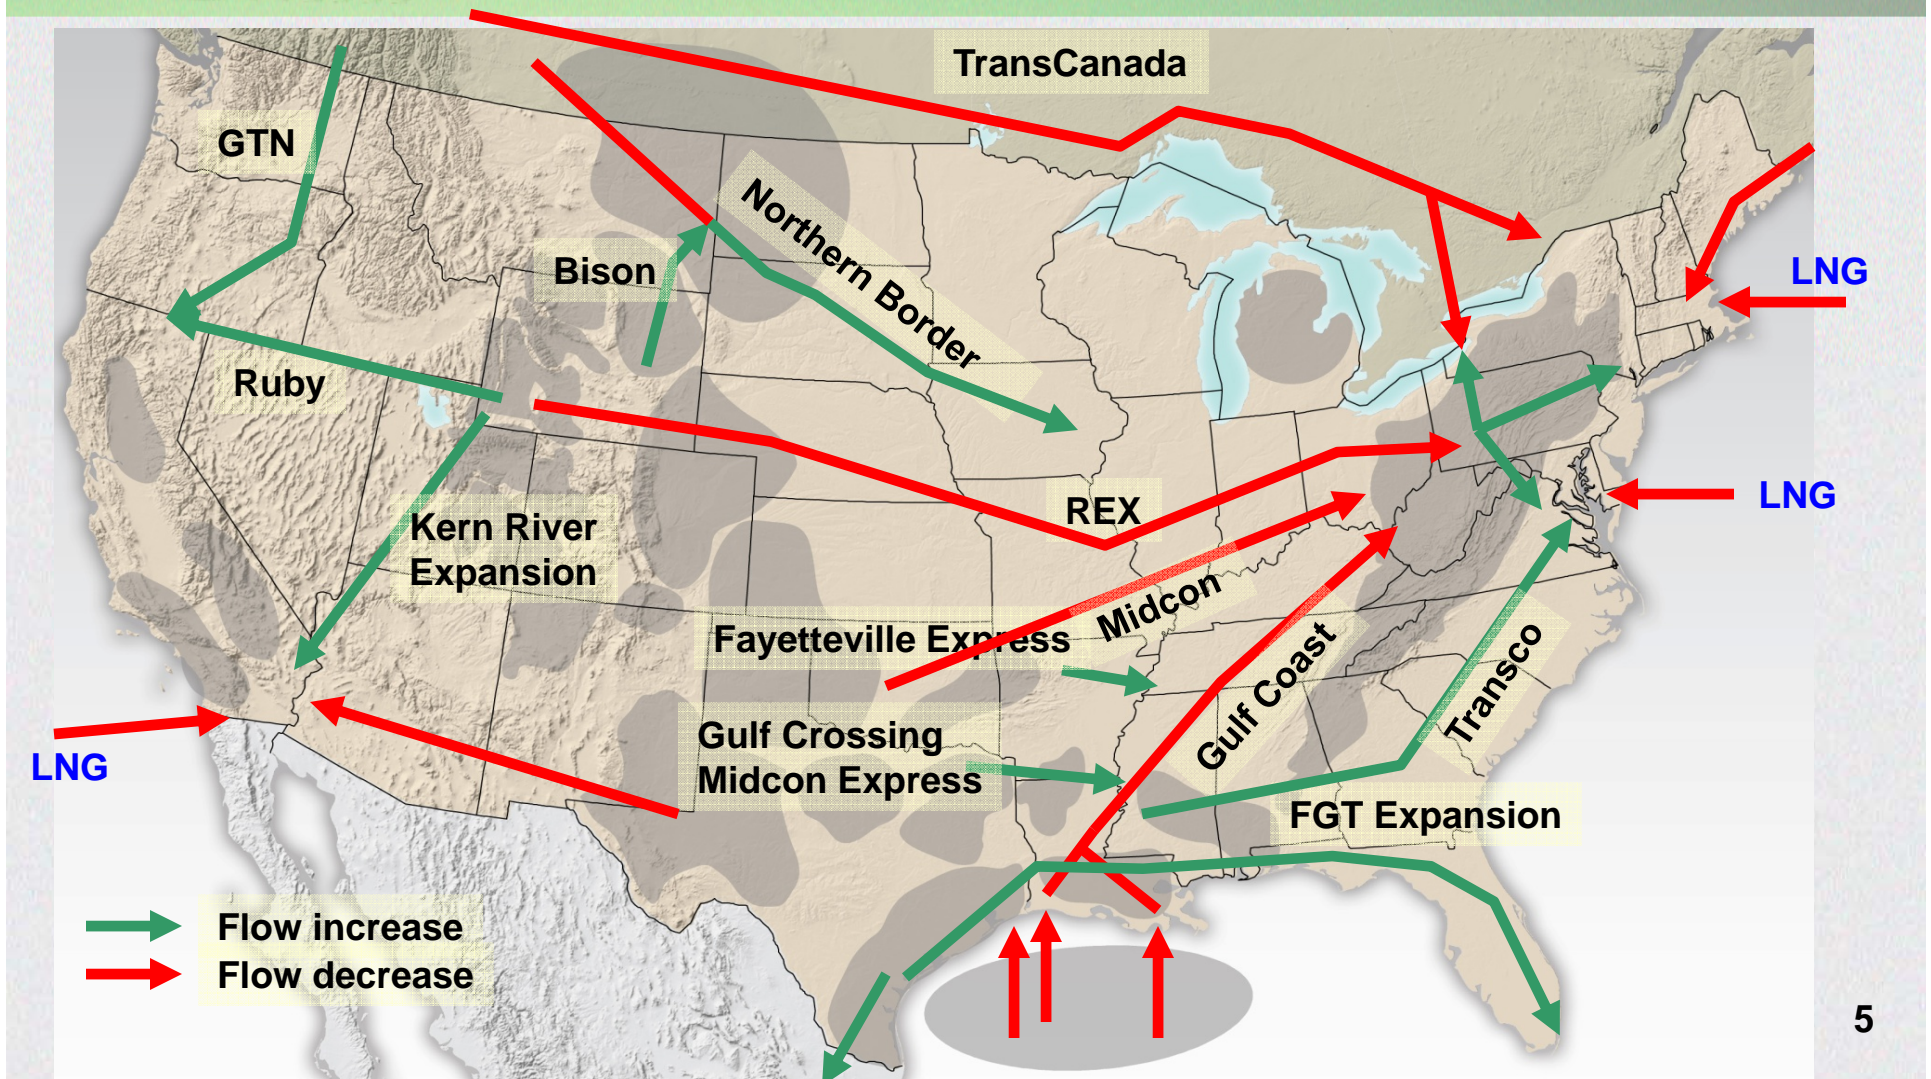 TransCanada
GTN
Northern Border
Bison
LNG
Ruby
LNG
REX
Kern River
Expansion
Midcon
Fayetteville Express
Gulf Coast
Transco
Gulf Crossing
Midcon Express
LNG
FGT Expansion
Flow increase
Flow decrease
5